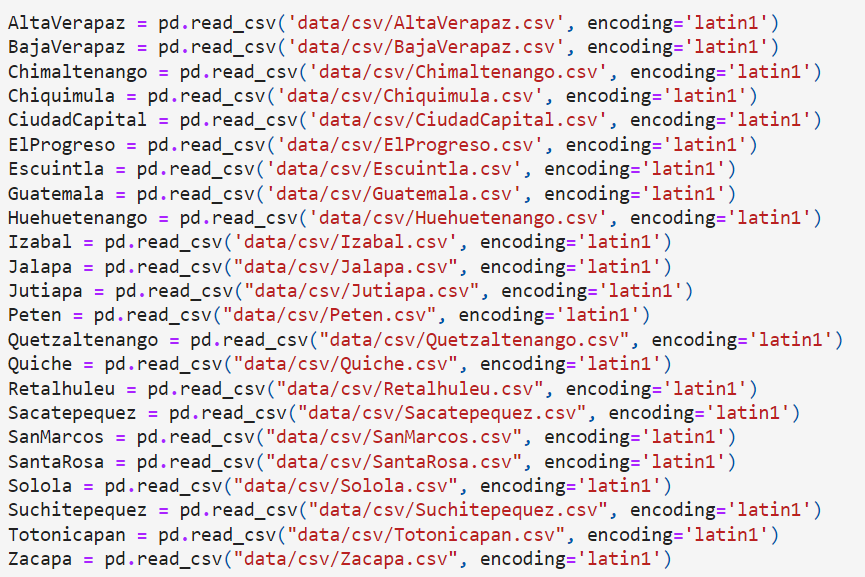 AltaVerapaz = pd.read_csv('data/csv/AltaVerapaz.csv', encoding='latin1')
BajaVerapaz = pd.read_csv('data/csv/BajaVerapaz.csv', encoding='latin1')
Chimaltenango = pd.read_csv('data/csv/Chimaltenango.csv', encoding='latin1')
Chiquimula = pd.read_csv('data/csv/Chiquimula.csv', encoding='latin1')
CiudadCapital = pd.read_csv('data/csv/CiudadCapital.csv', encoding='latin1')
ElProgreso = pd.read_csv('data/csv/ElProgreso.csv', encoding='latin1')
Escuintla = pd.read_csv('data/csv/Escuintla.csv', encoding='latin1')
Guatemala = pd.read_csv('data/csv/Guatemala.csv', encoding='latin1')
Huehuetenango = pd.read_csv('data/csv/Huehuetenango.csv', encoding='latin1')
Izabal = pd.read_csv('data/csv/Izabal.csv', encoding='latin1')
Jalapa = pd.read_csv("data/csv/Jalapa.csv", encoding='latin1')
Jutiapa = pd.read_csv("data/csv/Jutiapa.csv", encoding='latin1')
Peten = pd.read_csv("data/csv/Peten.csv", encoding='latin1')
Quetzaltenango = pd.read_csv("data/csv/Quetzaltenango.csv", encoding='latin1')
Quiche = pd.read_csv("data/csv/Quiche.csv", encoding='latin1')
Retalhuleu = pd.read_csv("data/csv/Retalhuleu.csv", encoding='latin1')
Sacatepequez = pd.read_csv("data/csv/Sacatepequez.csv", encoding='latin1')
SanMarcos = pd.read_csv("data/csv/SanMarcos.csv", encoding='latin1')
SantaRosa = pd.read_csv("data/csv/SantaRosa.csv", encoding='latin1')
Solola = pd.read_csv("data/csv/Solola.csv", encoding='latin1')
Suchitepequez = pd.read_csv("data/csv/Suchitepequez.csv", encoding='latin1')
Totonicapan = pd.read_csv("data/csv/Totonicapan.csv", encoding='latin1')
Zacapa = pd.read_csv("data/csv/Zacapa.csv", encoding='latin1')